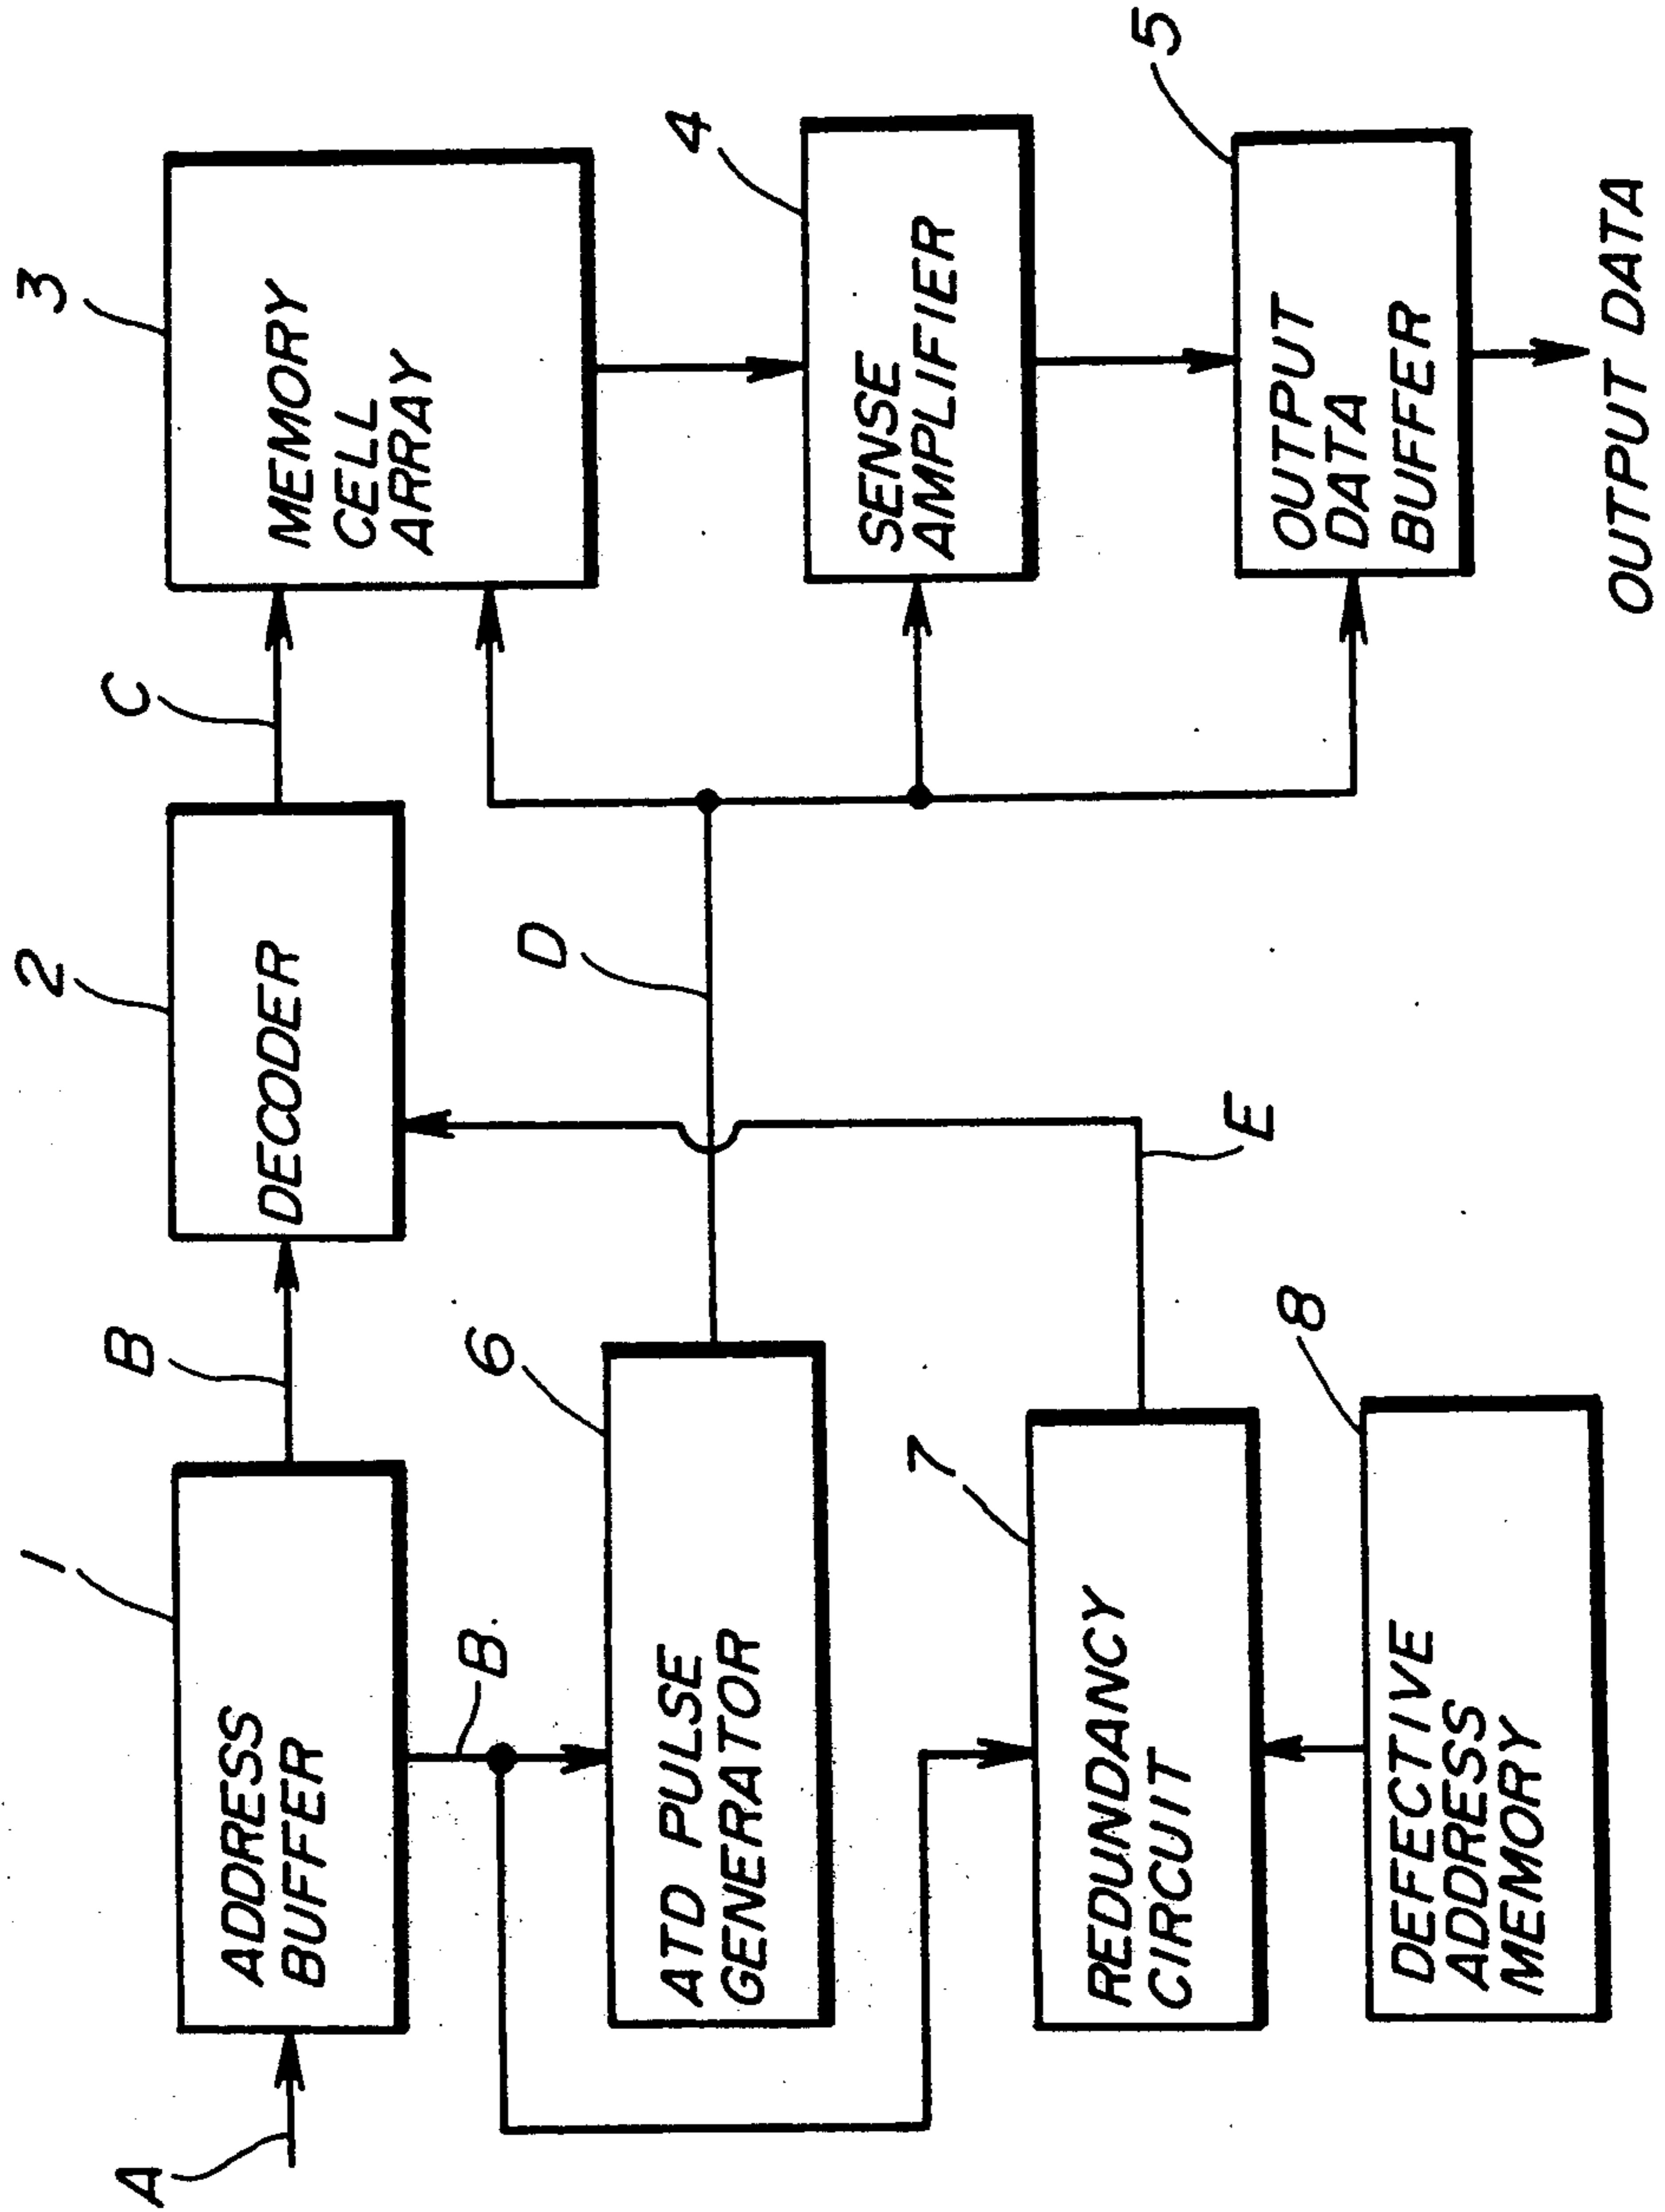 1
2
3
A
B
C
ADDRESS
BUFFER
DECODER
MEMORY
CELL
ARRAY
B
6
D
4
ATD PULSE
GENERATOR
SENSE
AMPLIFIER
7
E
5
REDUNDANCY
CIRCUIT
8
OUTPUT
DATA
BUFFER
DEFECTIVE
ADDRESS
MEMORY
OUTPUT DATA